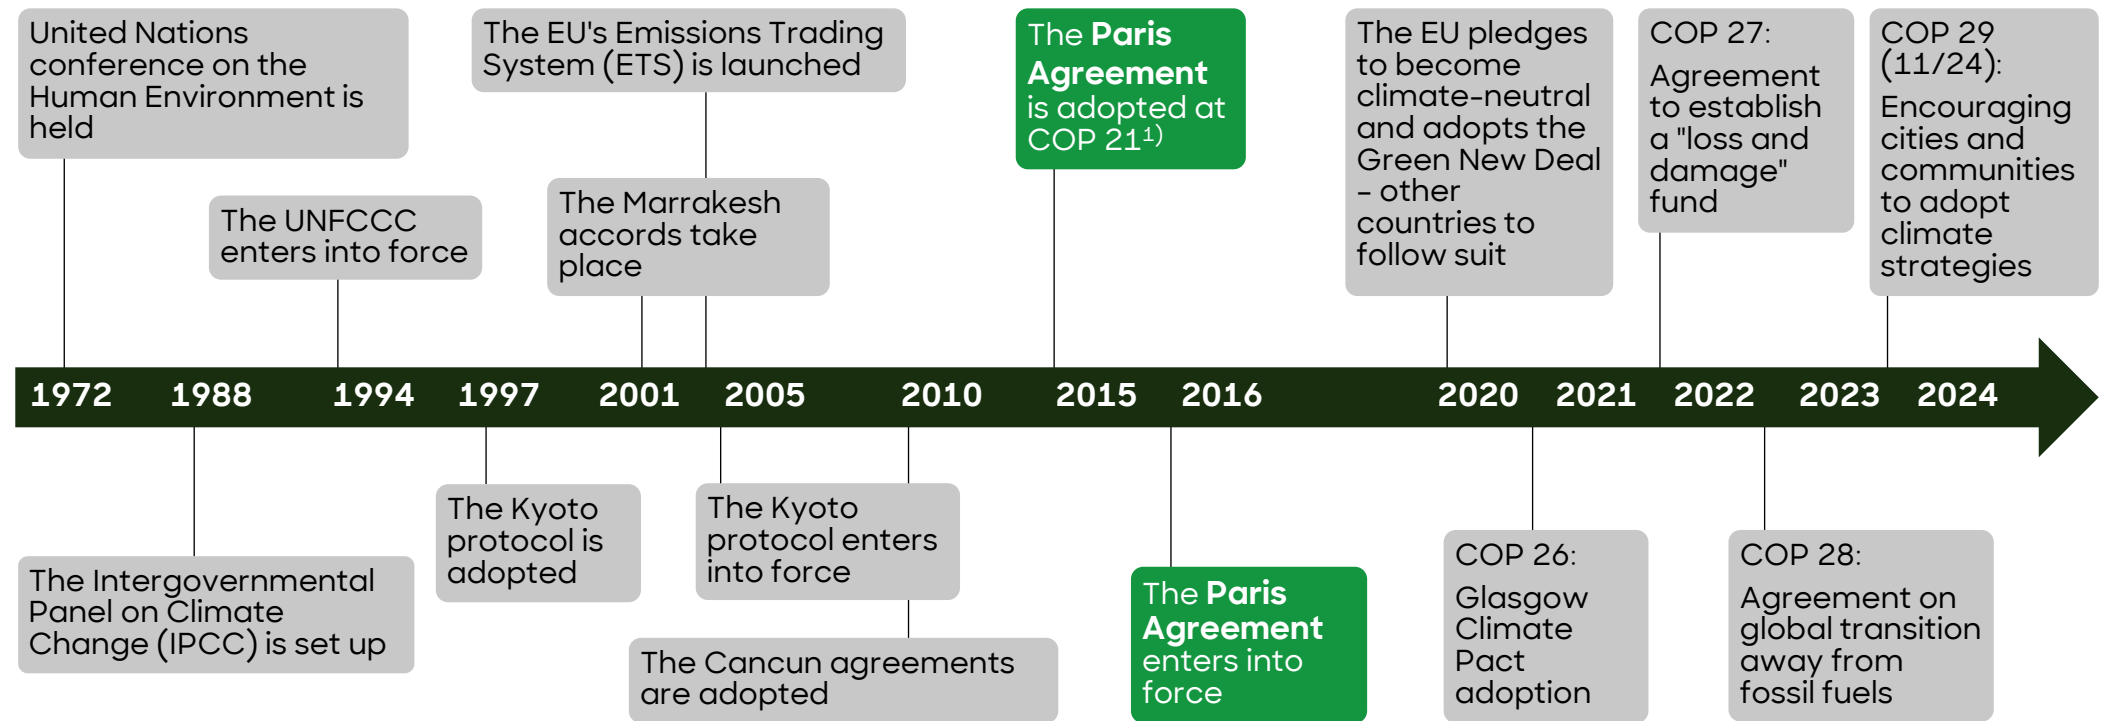 United Nations
conference on the
Human Environment is
held
The EU's Emissions Trading
System (ETS) is launched
The Paris
Agreement
is adopted at
COP 21¹⁾
The EU pledges
to become
climate-neutral
and adopts the
Green New Deal
– other
countries to
follow suit
COP 27:
Agreement
to establish
a "loss and
damage"
fund
COP 29
(11/24):
Encouraging
cities and
communities
to adopt
climate
strategies
The UNFCCC
enters into force
The Marrakesh
accords take
place
1972 1988 1994 1997 2001 2005 2010 2015 2016 2020 2021 2022 2023 2024
The Intergovernmental
Panel on Climate
Change (IPCC) is set up
The Kyoto
protocol is
adopted
The Kyoto
protocol enters
into force
The Cancun agreements
are adopted
The Paris
Agreement
enters into
force
COP 26:
Glasgow
Climate
Pact
adoption
COP 28:
Agreement on
global transition
away from
fossil fuels